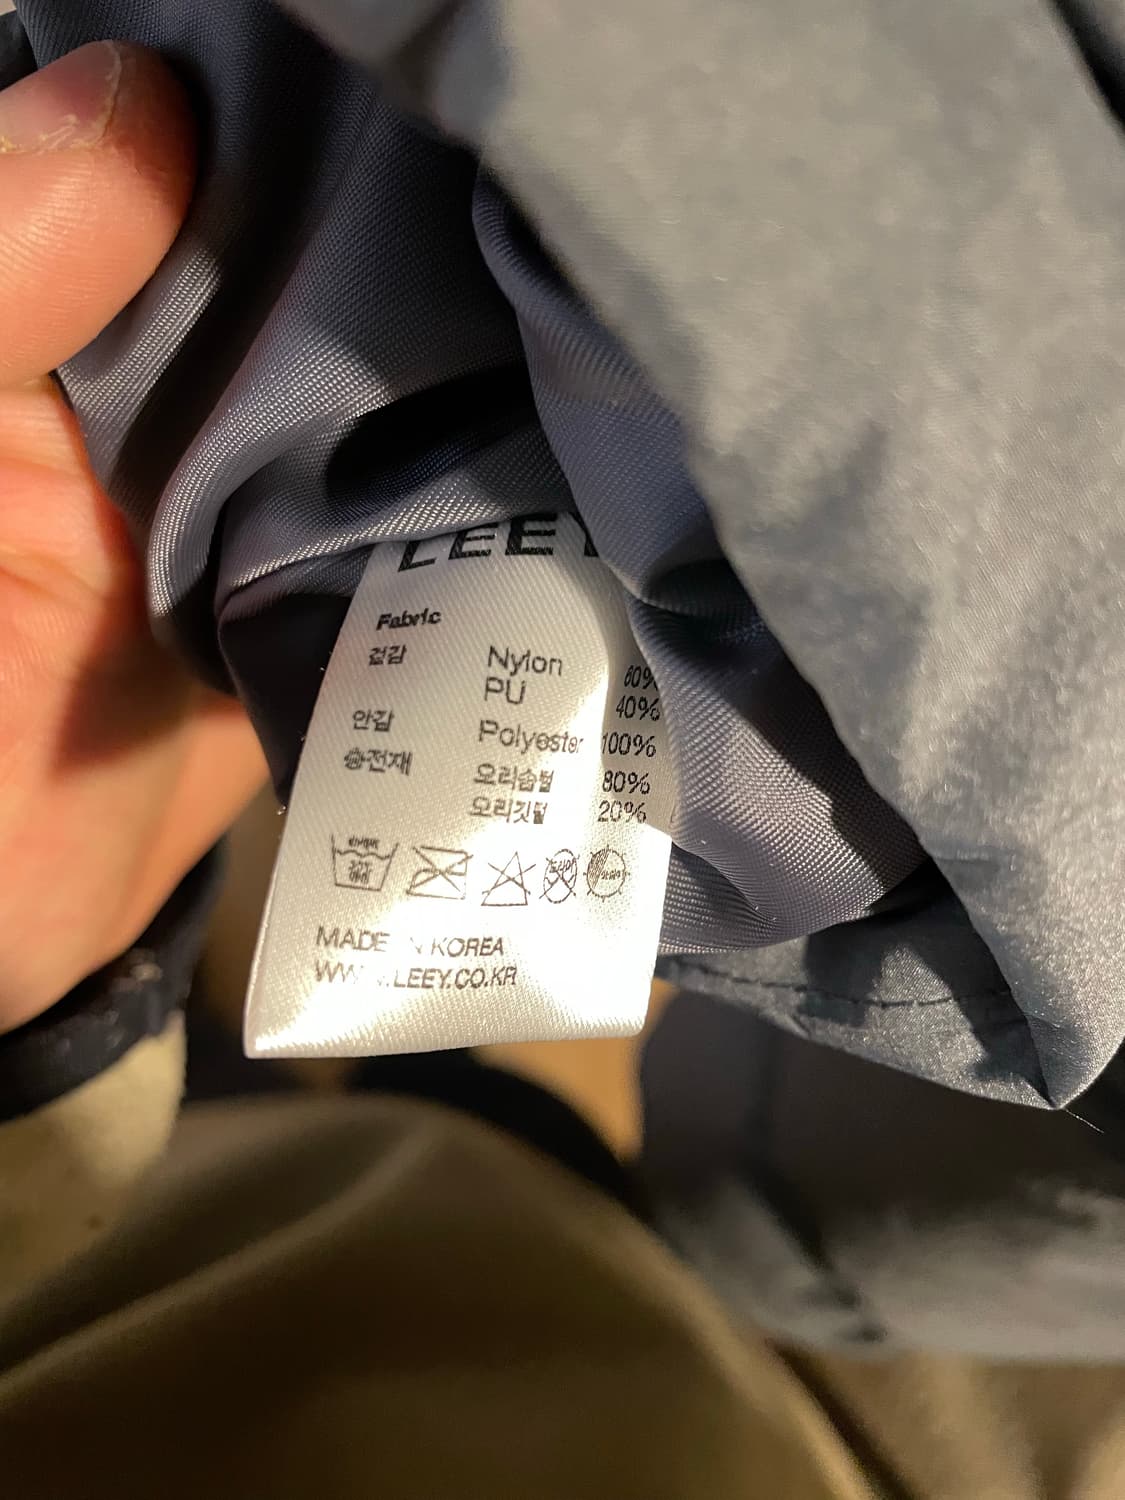 LEEY
Fabric
겉감 Nylon 60%
PU 40%
안감 Polyester 100%
충전재 오리솜털 80%
오리깃털 20%
MADE IN KOREA
WWW.LEEY.CO.KR